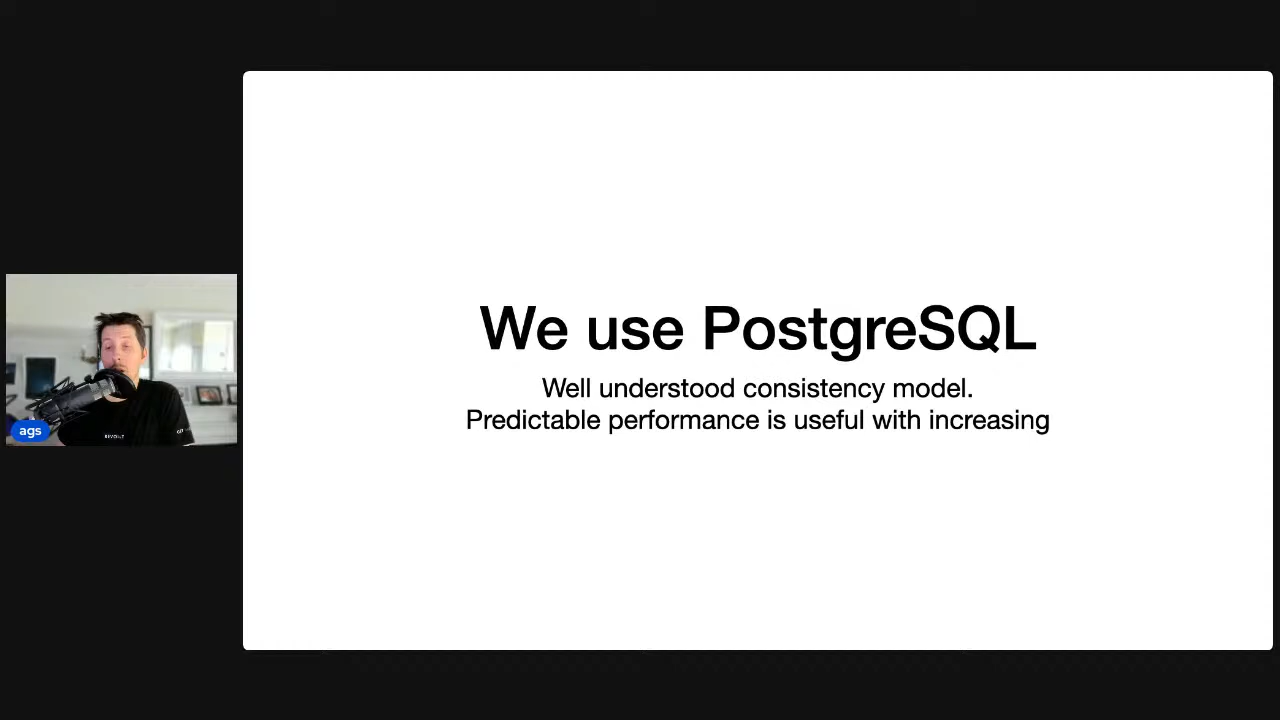 We use PostgreSQL
Well understood consistency model.
Predictable performance is useful with increasing
ags